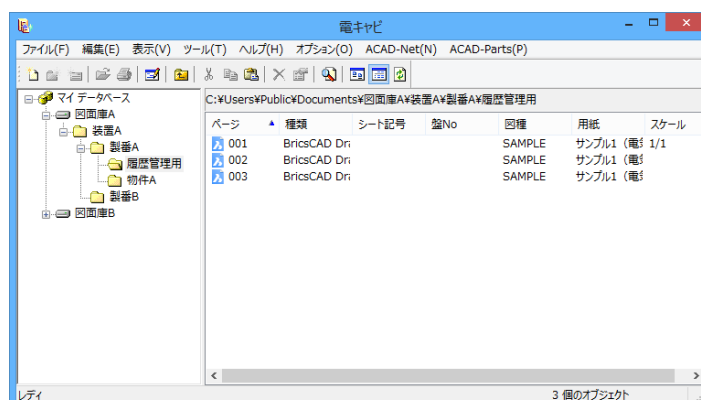 電キャビ
ファイル(F) 編集(E) 表示(V) ツール(T) ヘルプ(H) オプション(O) ACAD-Net(N) ACAD-Parts(P)
マイ データベース
図面庫A
装置A
製番A
履歴管理用
物件A
製番B
図面庫B
C:¥Users¥Public¥Documents¥図面庫A¥装置A¥製番A¥履歴管理用
ページ 種類 シート記号 盤No 図種 用紙 スケール
001 BricsCAD Dra SAMPLE サンプル1（電気 1/1
002 BricsCAD Dra SAMPLE サンプル1（電気
003 BricsCAD Dra SAMPLE サンプル1（電気
レディ 3 個のオブジェクト